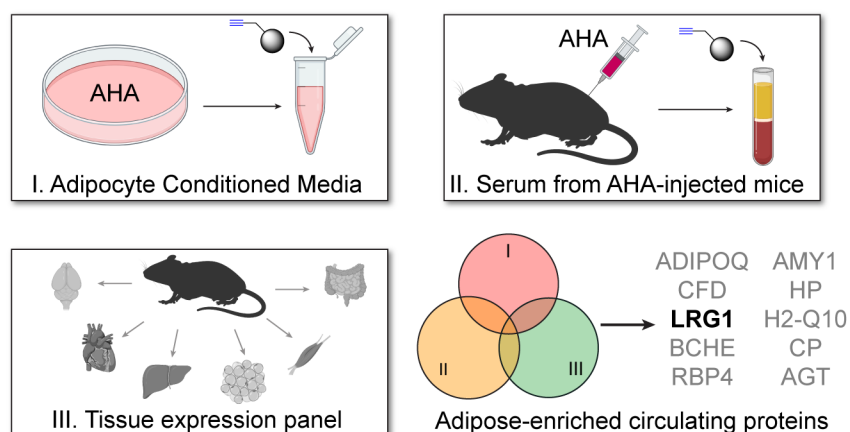 AHA
I. Adipocyte Conditioned Media
AHA
II. Serum from AHA-injected mice
III. Tissue expression panel
I
II
III
ADIPOQ AMY1
CFD HP
LRG1 H2-Q10
BCHE CP
RBP4 AGT
Adipose-enriched circulating proteins